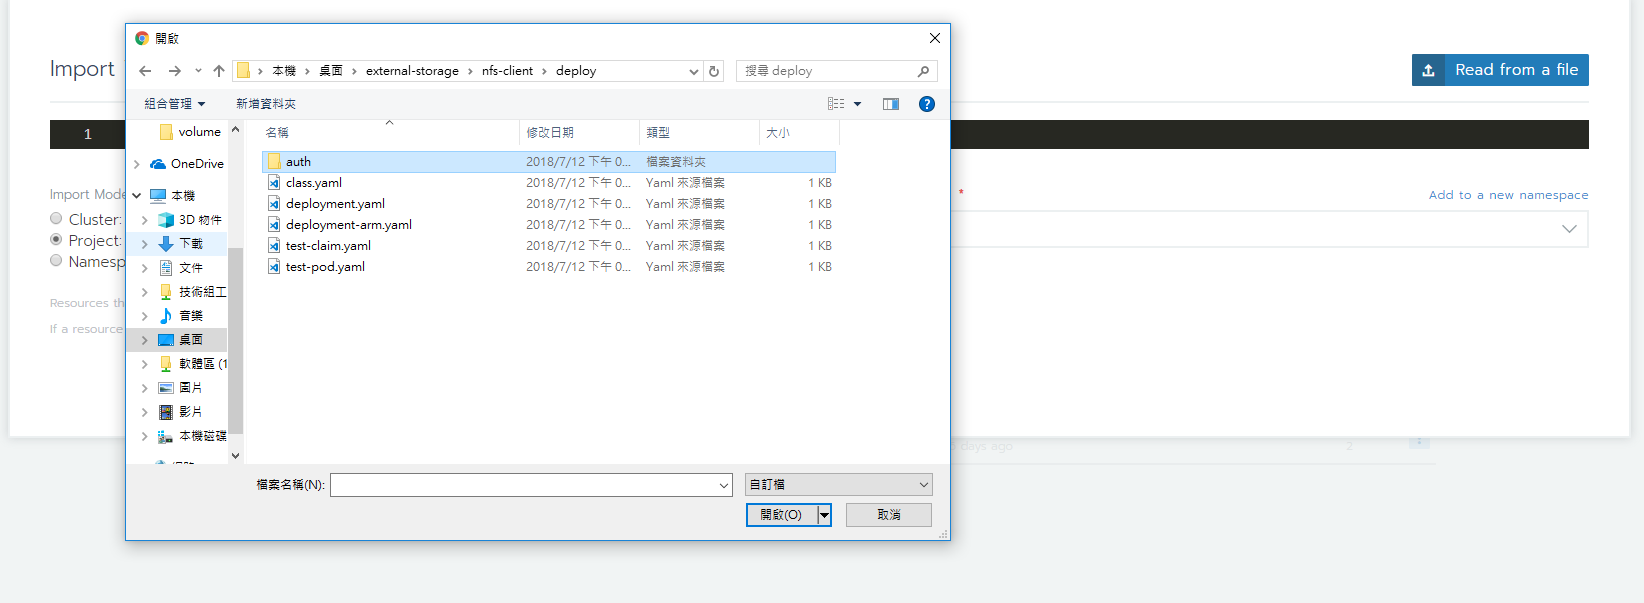 開啟
Import
本機 桌面 external-storage nfs-client deploy
搜尋 deploy
Read from a file
組合管理 新增資料夾
1
volume
OneDrive
本機
3D 物件
下載
文件
技術組工
音樂
桌面
軟體區 (1
圖片
影片
本機磁碟
名稱 修改日期 類型 大小
auth 2018/7/12 下午 0... 檔案資料夾
class.yaml 2018/7/12 下午 0... Yaml 來源檔案 1 KB
deployment.yaml 2018/7/12 下午 0... Yaml 來源檔案 1 KB
deployment-arm.yaml 2018/7/12 下午 0... Yaml 來源檔案 1 KB
test-claim.yaml 2018/7/12 下午 0... Yaml 來源檔案 1 KB
test-pod.yaml 2018/7/12 下午 0... Yaml 來源檔案 1 KB
Import Mode
Cluster:
Project:
Namesp
Resources th
If a resource
* Add to a new namespace
days ago 2
檔案名稱(N):
自訂檔
開啟(O) 取消